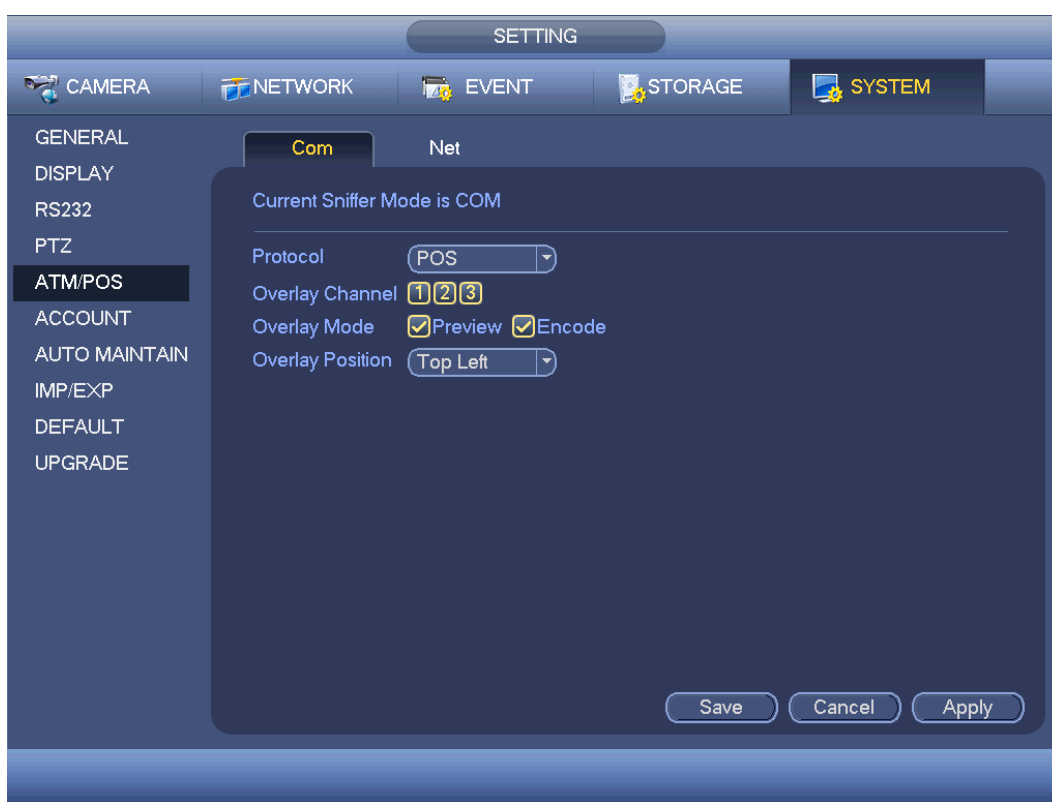 SETTING
CAMERA NETWORK EVENT STORAGE SYSTEM
GENERAL
DISPLAY
RS232
PTZ
ATM/POS
ACCOUNT
AUTO MAINTAIN
IMP/EXP
DEFAULT
UPGRADE
Com Net
Current Sniffer Mode is COM
Protocol POS
Overlay Channel 1 2 3
Overlay Mode Preview Encode
Overlay Position Top Left
Save Cancel Apply